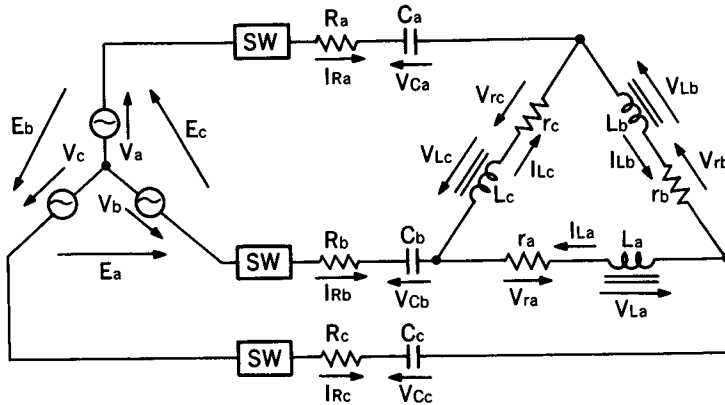 Ra Ca
SW
IRa VCa
Eb Vc Va Ec
Vrc rc
VLc ILc Lc
VLb Lb ILb Vrb rb
Vb
Ea
Rb Cb
SW
IRb VCb
ra ILa La
Vra VLa
Rc Cc
SW
IRc VCc